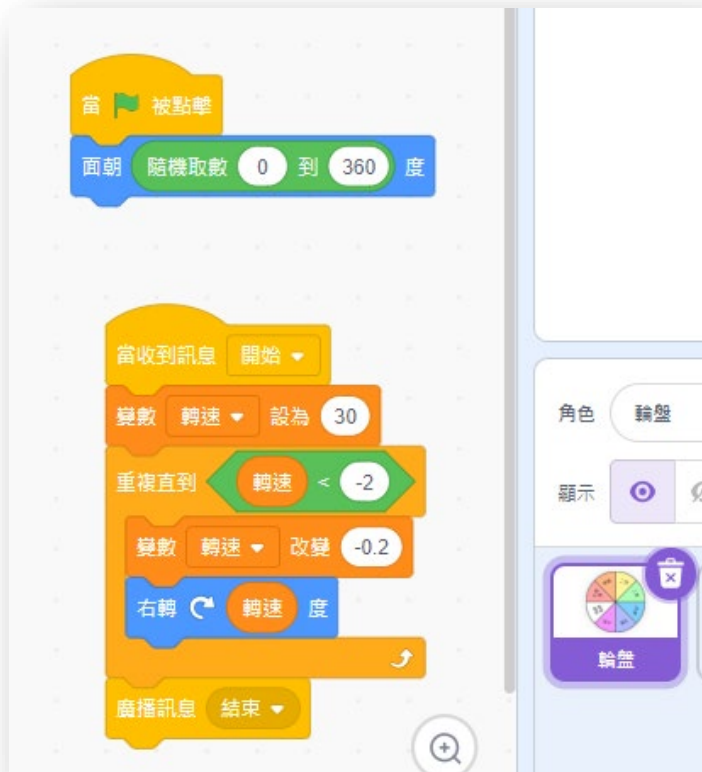 當 被點擊
面朝 隨機取數 0 到 360 度
當收到訊息 開始
變數 轉速 設為 30
重複直到 轉速 < -2
變數 轉速 改變 -0.2
右轉 轉速 度
廣播訊息 結束
角色 輪盤
顯示
輪盤